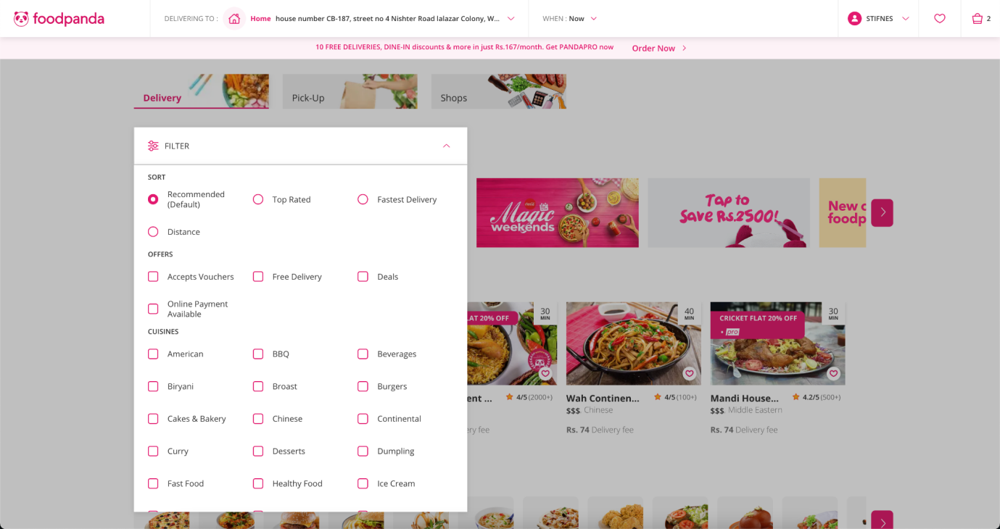 foodpanda
DELIVERING TO : Home house number CB-187, street no 4 Nishter Road lalazar Colony, W...
WHEN : Now
STIFNES
2
10 FREE DELIVERIES, DINE-IN discounts & more in just Rs.167/month. Get PANDAPRO now
Order Now
Delivery
Pick-Up
Shops
FILTER
SORT
Recommended
(Default)
Top Rated
Fastest Delivery
Distance
OFFERS
Accepts Vouchers
Free Delivery
Deals
Online Payment
Available
CUISINES
American
BBQ
Beverages
Biryani
Broast
Burgers
Cakes & Bakery
Chinese
Continental
Curry
Desserts
Dumpling
Fast Food
Healthy Food
Ice Cream
Magic
weekends
Tap to
Save Rs.2500!
New
foodp
LAT 20% OFF
30
MIN
ent ...
4/5 (2000+)
ery fee
40
MIN
Wah Continen...
4/5 (100+)
$$$. Chinese
Rs. 74 Delivery fee
CRICKET FLAT 20% OFF
• pro
30
MIN
Mandi House...
4.2/5 (500+)
$$$. Middle Eastern
Rs. 74 Delivery fee